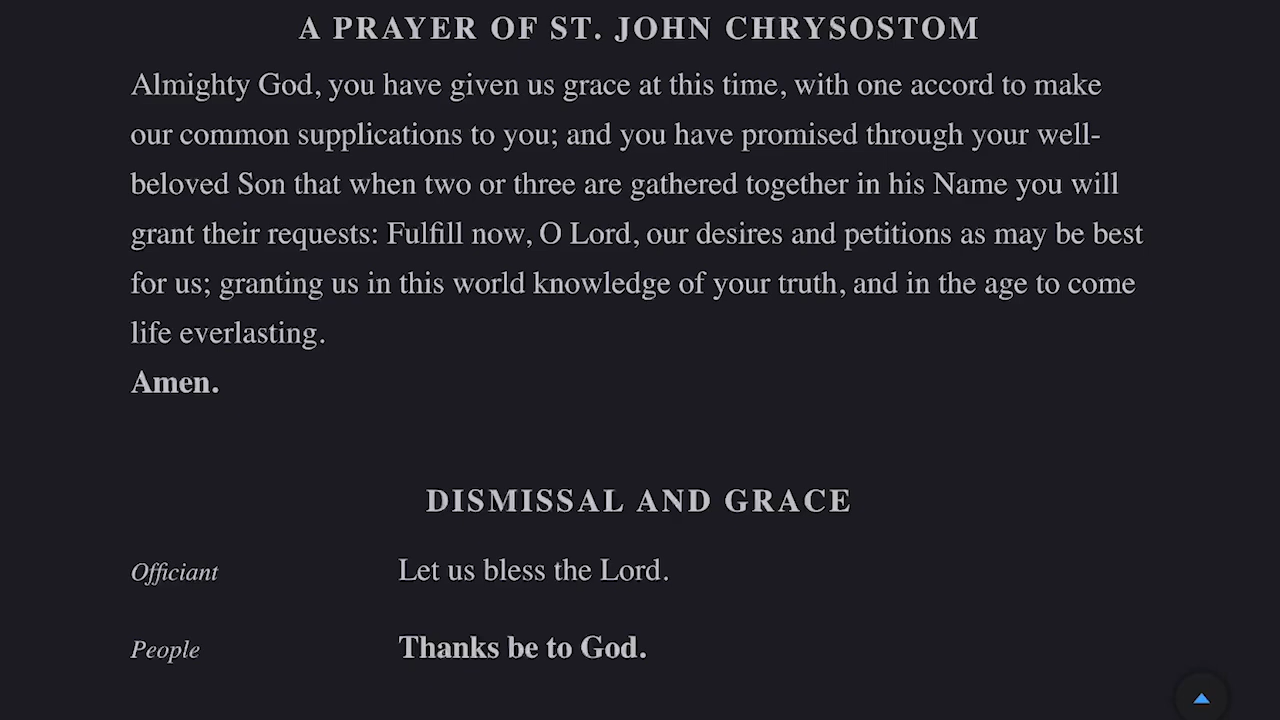 A PRAYER OF ST. JOHN CHRYSOSTOM
Almighty God, you have given us grace at this time, with one accord to make
our common supplications to you; and you have promised through your well-
beloved Son that when two or three are gathered together in his Name you will
grant their requests: Fulfill now, O Lord, our desires and petitions as may be best
for us; granting us in this world knowledge of your truth, and in the age to come
life everlasting.
Amen.
DISMISSAL AND GRACE
Officiant Let us bless the Lord.
People Thanks be to God.